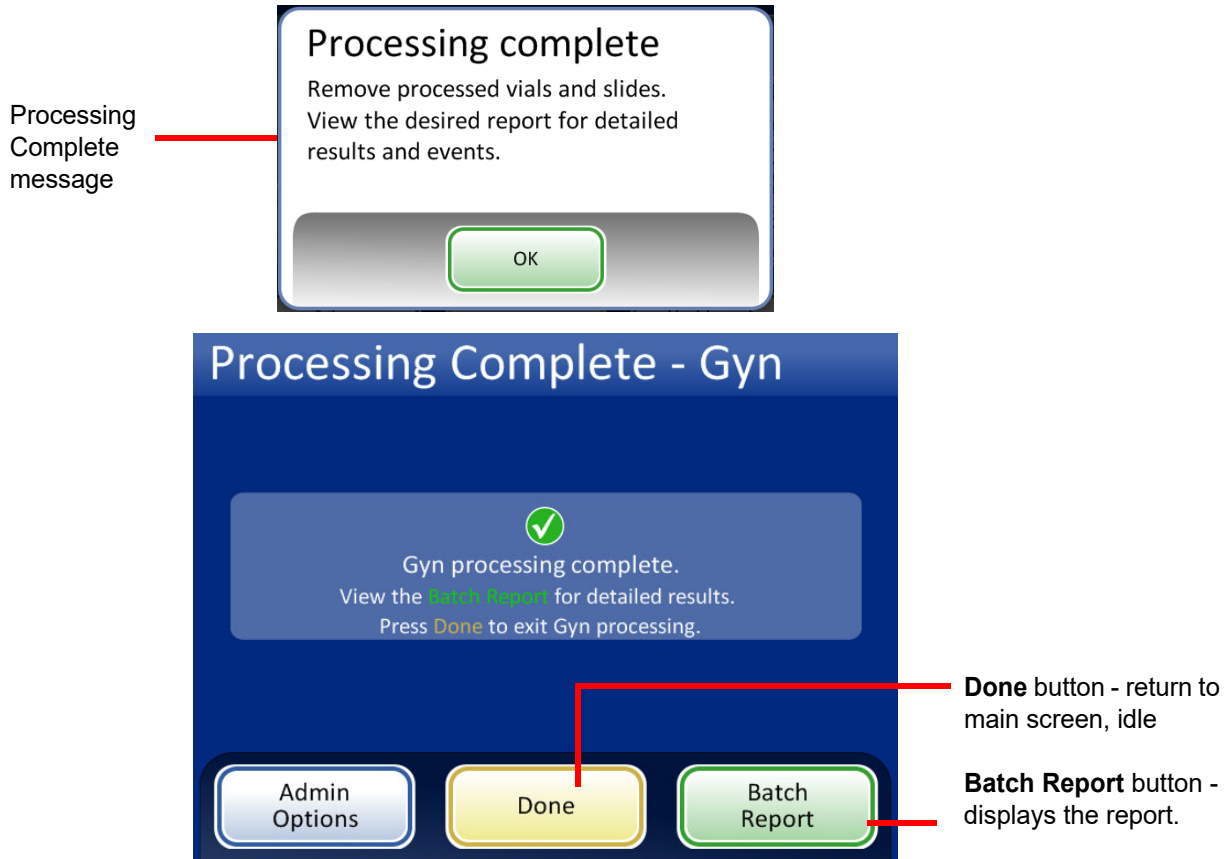 Processing complete
Remove processed vials and slides.
View the desired report for detailed
results and events.
OK
Processing
Complete
message
Processing Complete - Gyn
Gyn processing complete.
View the Batch Report for detailed results.
Press Done to exit Gyn processing.
Done button - return to
main screen, idle
Batch Report button -
displays the report.
Admin
Options
Done
Batch
Report